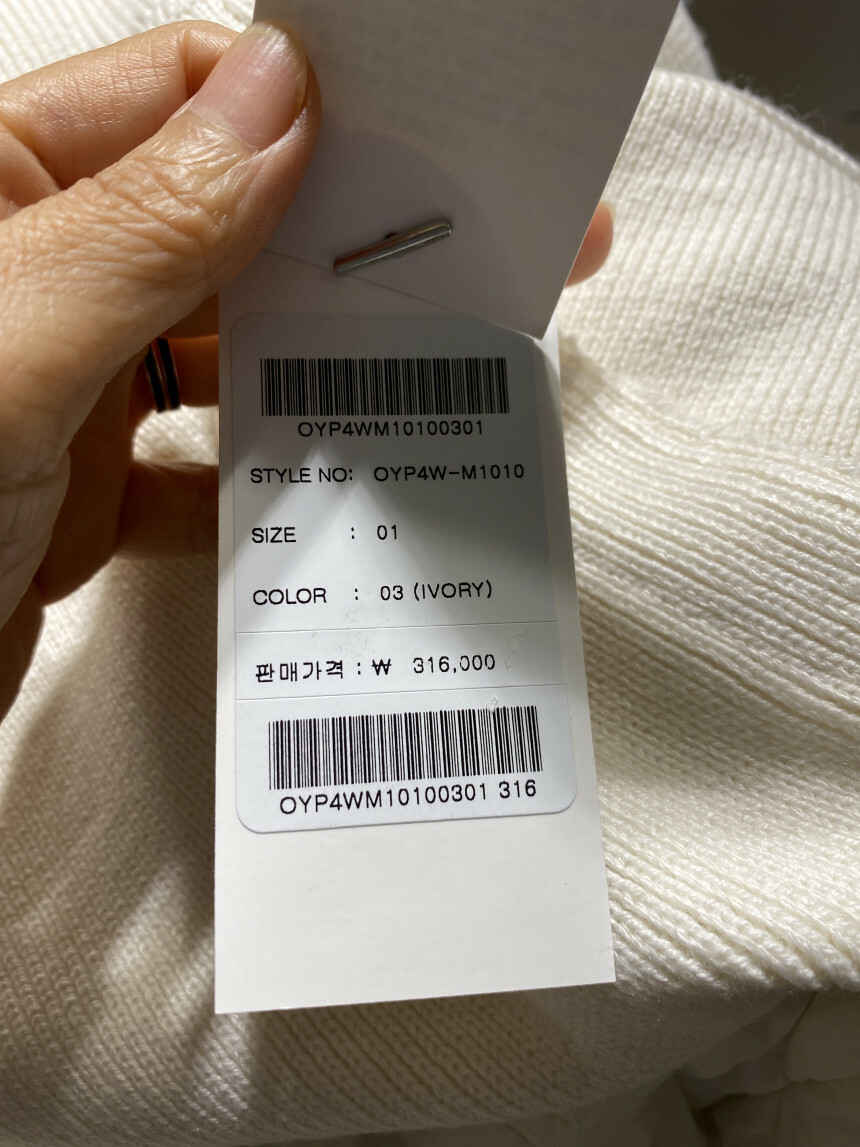 OYP4WM10100301
STYLE NO: OYP4W-M1010
SIZE : 01
COLOR : 03 (IVORY)
판매가격 : ₩ 316,000
OYP4WM10100301 316